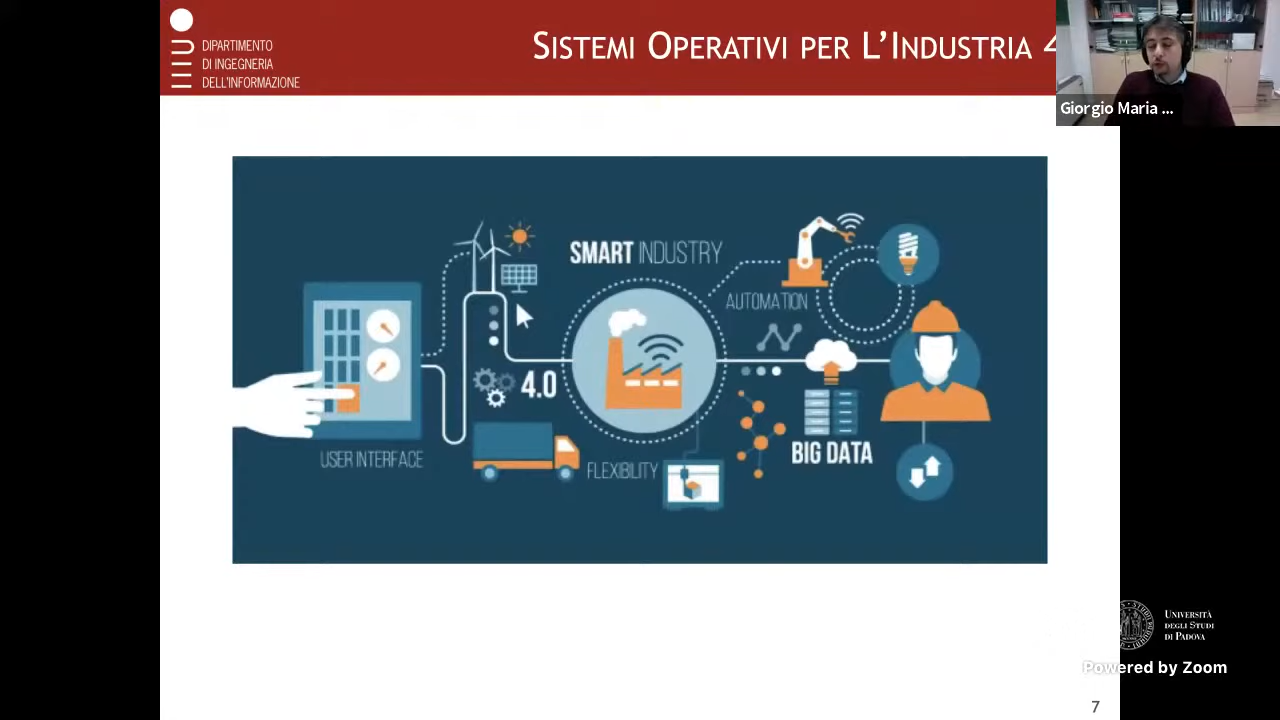 DIPARTIMENTO
DI INGEGNERIA
DELL'INFORMAZIONE
SISTEMI OPERATIVI PER L'INDUSTRIA 4
Giorgio Maria ...
SMART INDUSTRY
AUTOMATION
4.0
USER INTERFACE
FLEXIBILITY
BIG DATA
UNIVERSITÀ
DEGLI STUDI
DI PADOVA
Powered by Zoom
7